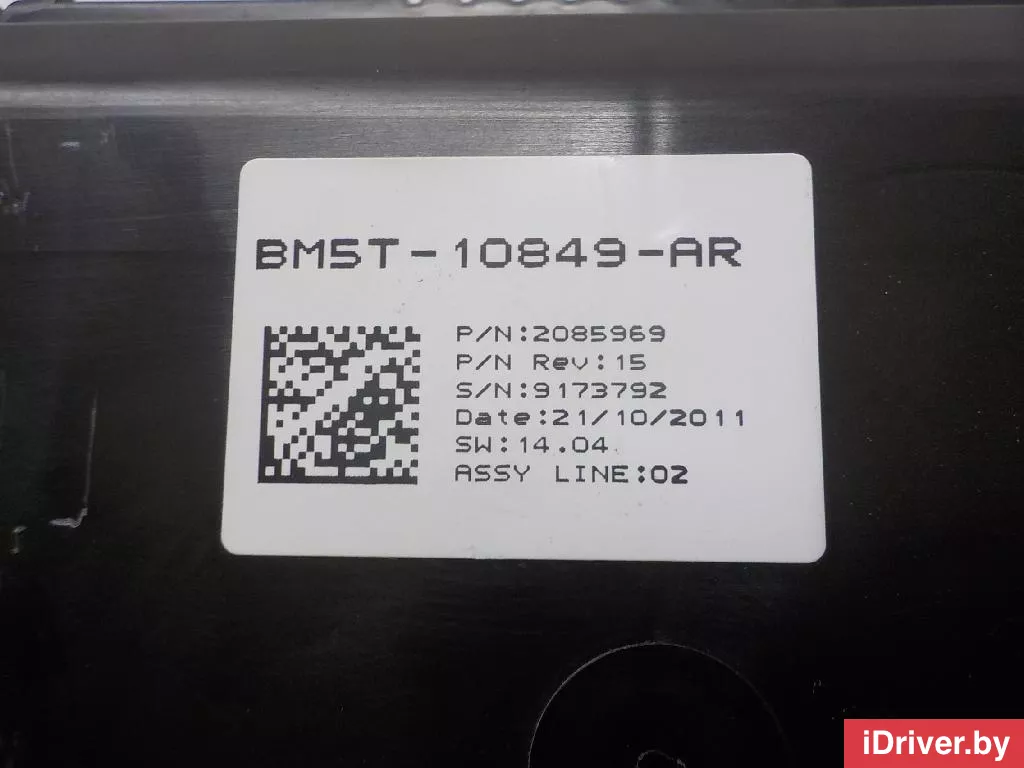 BM5T-10849-AR
P/N:2085969
P/N Rev:15
S/N:9173792
Date:21/10/2011
SW:14.04
ASSY LINE:02
iDriver.by